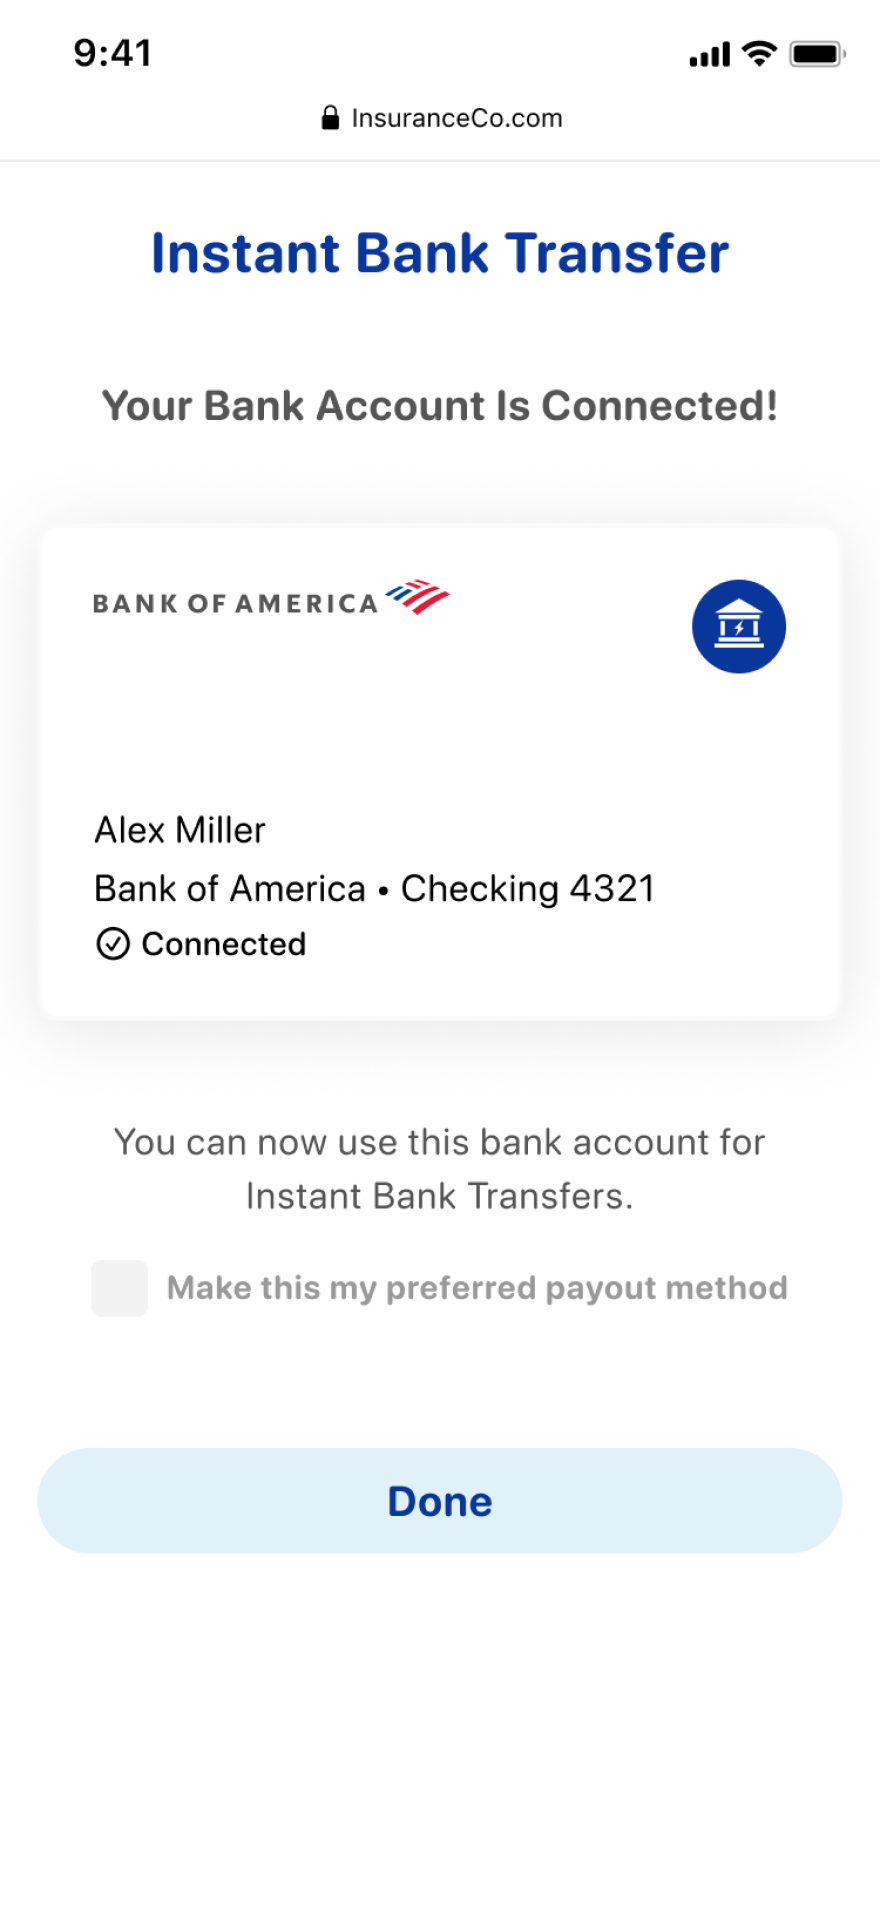 9:41
InsuranceCo.com
Instant Bank Transfer
Your Bank Account Is Connected!
BANK OF AMERICA
Alex Miller
Bank of America • Checking 4321
Connected
You can now use this bank account for
Instant Bank Transfers.
Make this my preferred payout method
Done